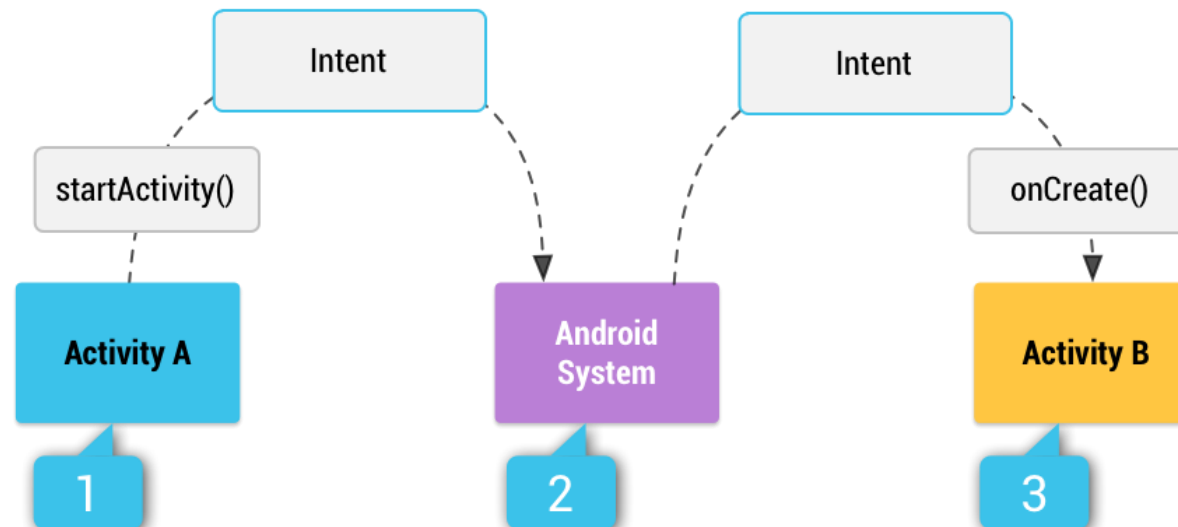 Intent
Intent
startActivity()
onCreate()
Activity A
Android
System
Activity B
1
2
3